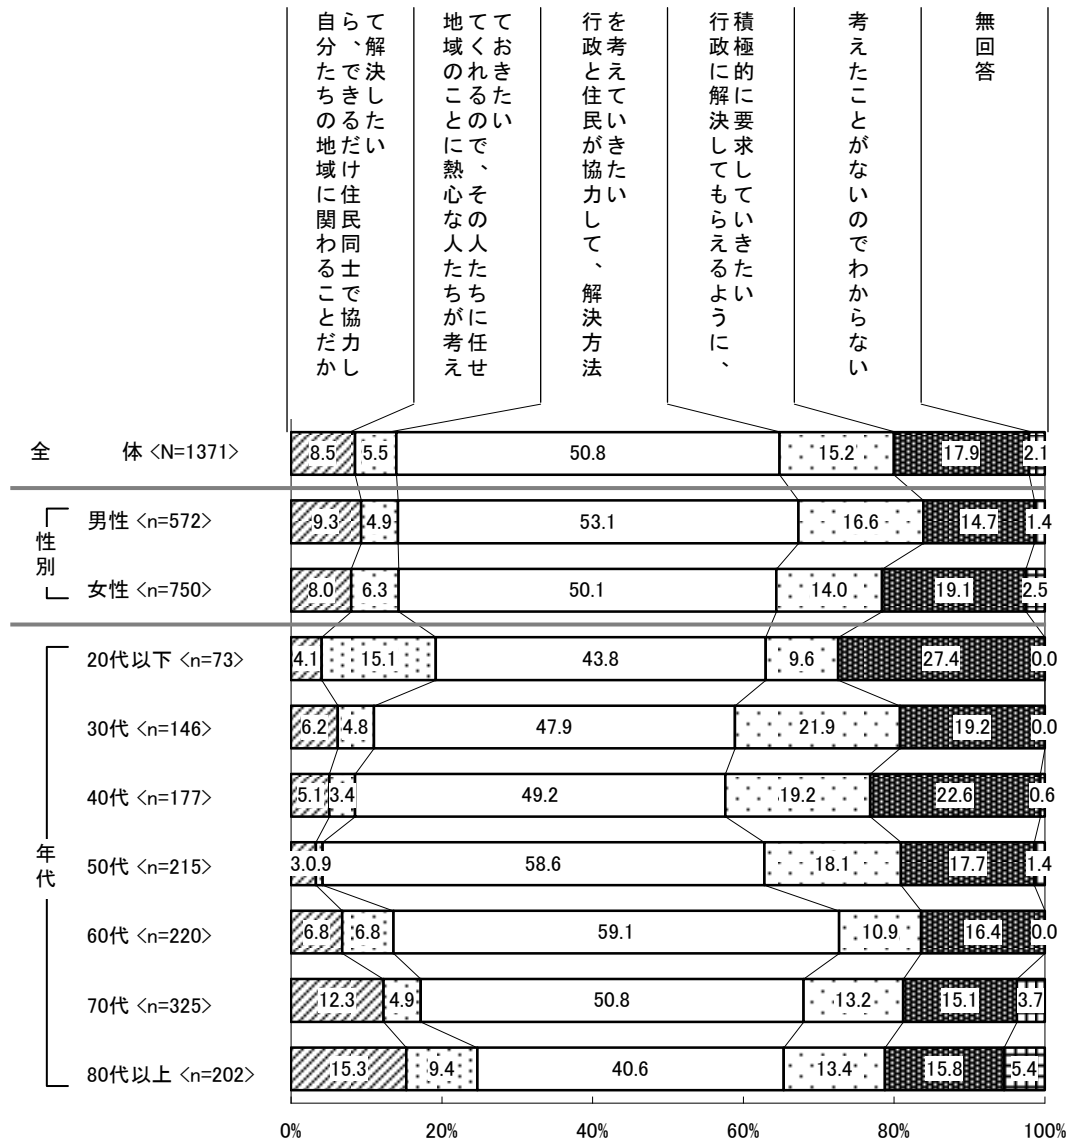 自分たちの地域に関わることだか
ら、できるだけ住民同士で協力し
て解決したい
地域のことに熱心な人たちが考え
てくれるので、その人たちに任せ
ておきたい
行政と住民が協力して、解決方法
を考えていきたい
行政に解決してもらえるように、
積極的に要求していきたい
考えたことがないのでわからない
無回答
全 体 <N=1371> 8.5 5.5 50.8 15.2 17.9 2.1
性別
男性 <n=572> 9.3 4.9 53.1 16.6 14.7 1.4
女性 <n=750> 8.0 6.3 50.1 14.0 19.1 2.5
年代
20代以下 <n=73> 4.1 15.1 43.8 9.6 27.4 0.0
30代 <n=146> 6.2 4.8 47.9 21.9 19.2 0.0
40代 <n=177> 5.1 3.4 49.2 19.2 22.6 0.6
50代 <n=215> 3.0.9 58.6 18.1 17.7 1.4
60代 <n=220> 6.8 6.8 59.1 10.9 16.4 0.0
70代 <n=325> 12.3 4.9 50.8 13.2 15.1 3.7
80代以上 <n=202> 15.3 9.4 40.6 13.4 15.8 5.4
0% 20% 40% 60% 80% 100%